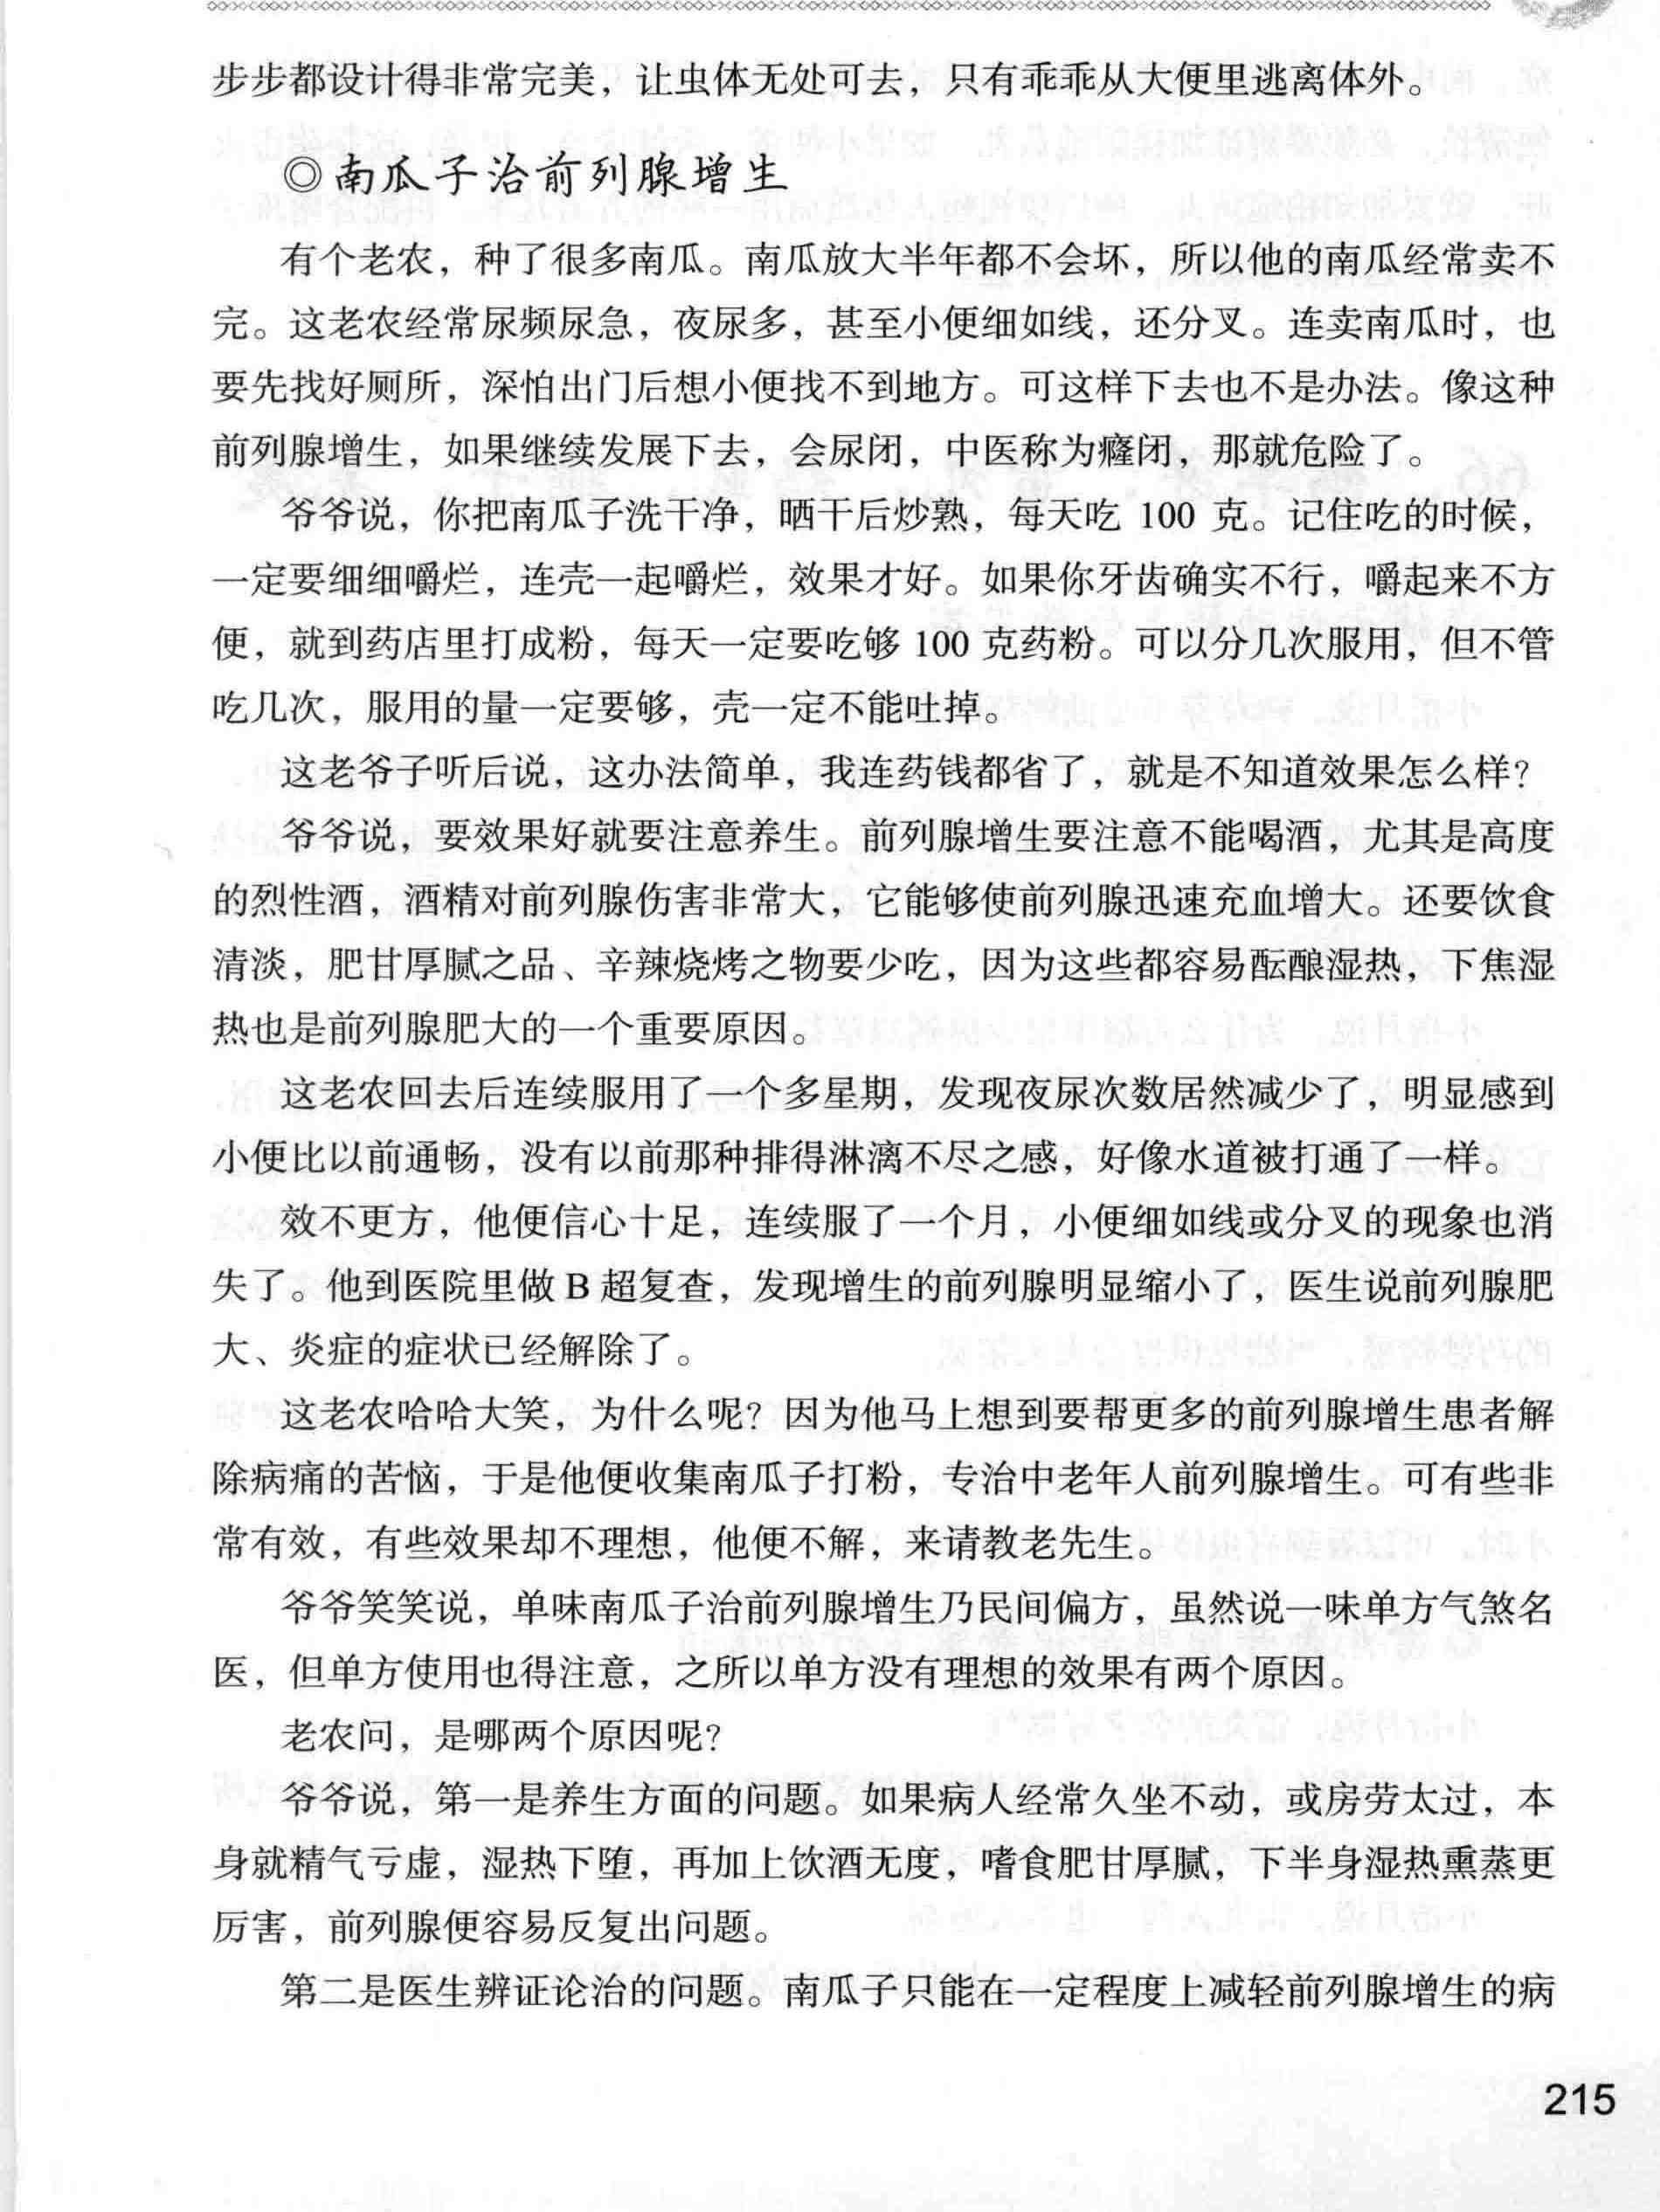 步步都设计得非常完美，让虫体无处可去，只有乖乖从大便里逃离体外。
◎南瓜子治前列腺增生
有个老农，种了很多南瓜。南瓜放大半年都不会坏，所以他的南瓜经常卖不
完。这老农经常尿频尿急，夜尿多，甚至小便细如线，还分叉。连卖南瓜时，也
要先找好厕所，深怕出门后想小便找不到地方。可这样下去也不是办法。像这种
前列腺增生，如果继续发展下去，会尿闭，中医称为癃闭，那就危险了。
爷爷说，你把南瓜子洗干净，晒干后炒熟，每天吃 100 克。记住吃的时候，
一定要细细嚼烂，连壳一起嚼烂，效果才好。如果你牙齿确实不行，嚼起来不方
便，就到药店里打成粉，每天一定要吃够 100 克药粉。可以分几次服用，但不管
吃几次，服用的量一定要够，壳一定不能吐掉。
这老爷子听后说，这办法简单，我连药钱都省了，就是不知道效果怎么样？
爷爷说，要效果好就要注意养生。前列腺增生要注意不能喝酒，尤其是高度
的烈性酒，酒精对前列腺伤害非常大，它能够使前列腺迅速充血增大。还要饮食
清淡，肥甘厚腻之品、辛辣烧烤之物要少吃，因为这些都容易酝酿湿热，下焦湿
热也是前列腺肥大的一个重要原因。
这老农回去后连续服用了一个多星期，发现夜尿次数居然减少了，明显感到
小便比以前通畅，没有以前那种排得淋漓不尽之感，好像水道被打通了一样。
效不更方，他便信心十足，连续服了一个月，小便细如线或分叉的现象也消
失了。他到医院里做 B 超复查，发现增生的前列腺明显缩小了，医生说前列腺肥
大、炎症的症状已经解除了。
这老农哈哈大笑，为什么呢？因为他马上想到要帮更多的前列腺增生患者解
除病痛的苦恼，于是他便收集南瓜子打粉，专治中老年人前列腺增生。可有些非
常有效，有些效果却不理想，他便不解，来请教老先生。
爷爷笑笑说，单味南瓜子治前列腺增生乃民间偏方，虽然说一味单方气煞名
医，但单方使用也得注意，之所以单方没有理想的效果有两个原因。
老农问，是哪两个原因呢？
爷爷说，第一是养生方面的问题。如果病人经常久坐不动，或房劳太过，本
身就精气亏虚，湿热下堕，再加上饮酒无度，嗜食肥甘厚腻，下半身湿热熏蒸更
厉害，前列腺便容易反复出问题。
第二是医生辨证论治的问题。南瓜子只能在一定程度上减轻前列腺增生的病
215